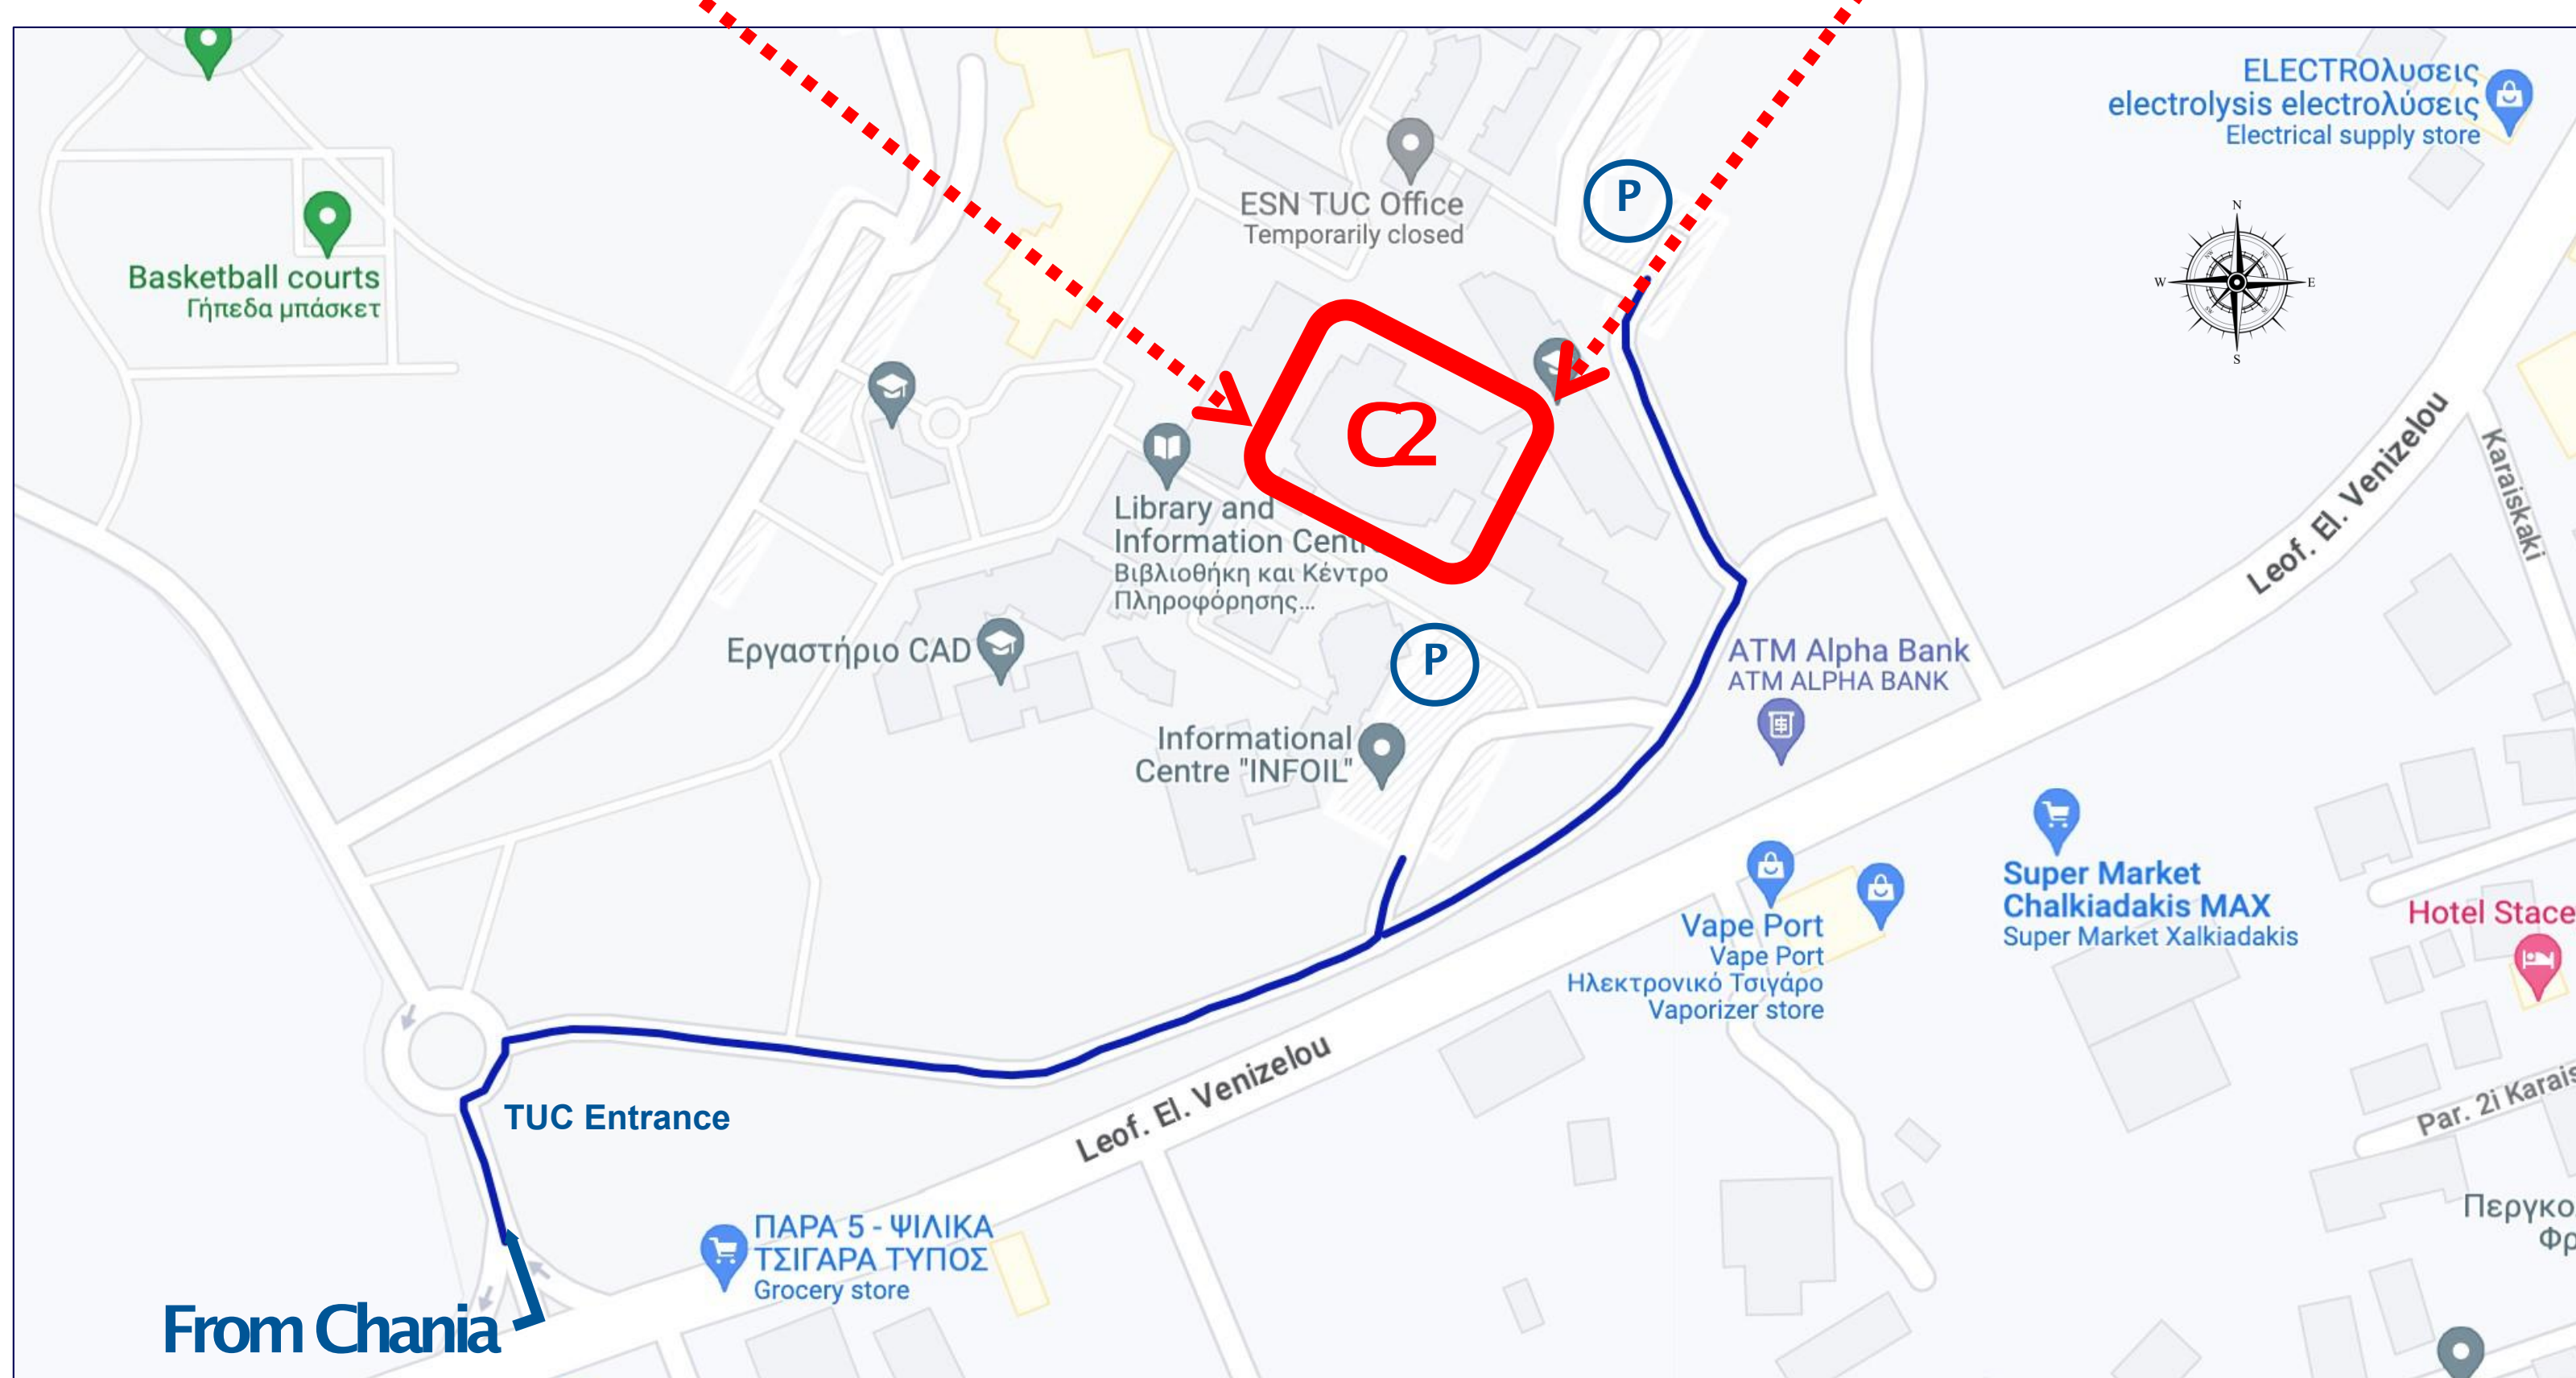 ELECTROλυσεις
electrolysis electroλύσεις
Electrical supply store
P
ESN TUC Office
Temporarily closed
N
W
E
S
Basketball courts
Γήπεδα μπάσκετ
C2
Leof. El. Venizelou
Karaiskaki
Library and
Information Cent
Βιβλιοθήκη και Κέντρο
Πληροφόρησης...
Εργαστήριο CAD
P
ATM Alpha Bank
ATM ALPHA BANK
Informational
Centre "INFOIL"
Super Market
Chalkiadakis MAX
Super Market Xalkiadakis
Hotel Stace
Vape Port
Vape Port
Ηλεκτρονικό Τσιγάρο
Vaporizer store
Leof. El. Venizelou
TUC Entrance
Par. 2i Karais
ΠΑΡΑ 5 - ΨΙΛΙΚΑ
ΤΣΙΓΑΡΑ ΤΥΠΟΣ
Grocery store
Περγκο
Φρ
From Chania